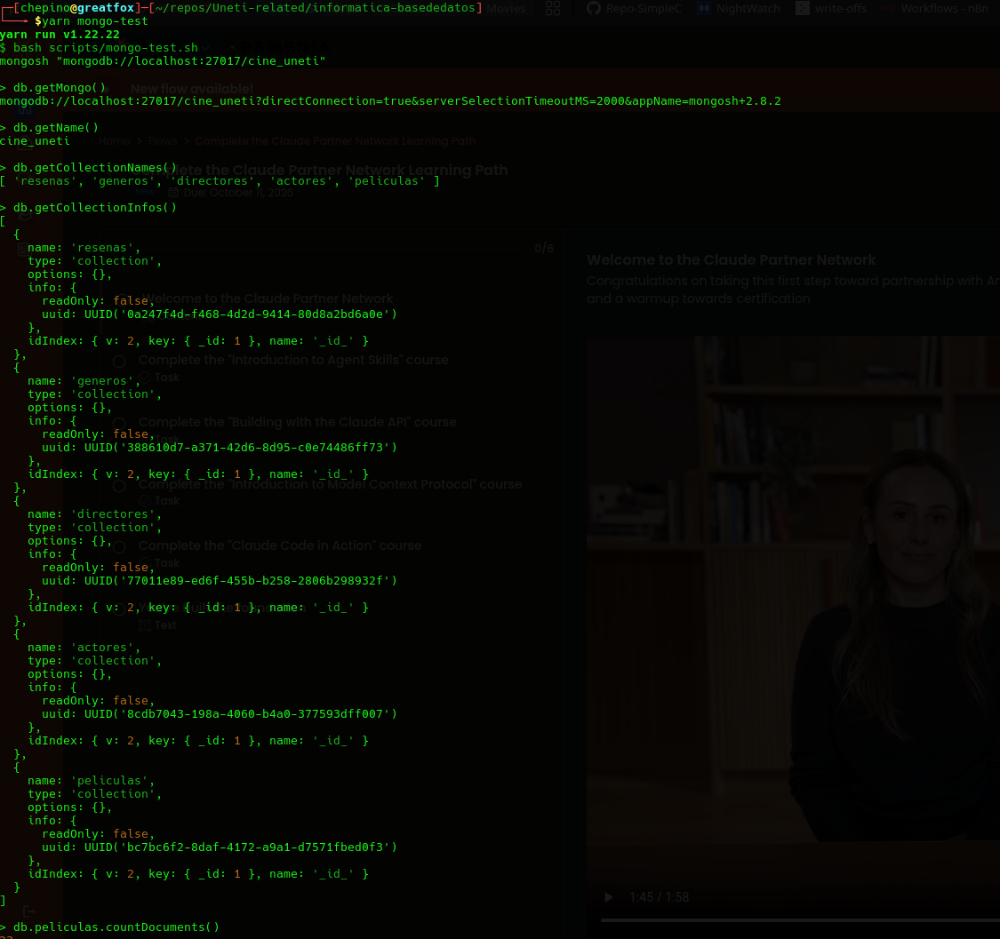 ┌─[chepino@greatfox]─[~/repos/Uneti-related/informatica-basededatos]
└──╼ $yarn mongo-test
yarn run v1.22.22
$ bash scripts/mongo-test.sh
mongosh "mongodb://localhost:27017/cine_uneti"
> db.getMongo()
mongodb://localhost:27017/cine_uneti?directConnection=true&serverSelectionTimeoutMS=2000&appName=mongosh+2.8.2
> db.getName()
cine_uneti
> db.getCollectionNames()
[ 'resenas', 'generos', 'directores', 'actores', 'peliculas' ]
> db.getCollectionInfos()
[
  {
    name: 'resenas',
    type: 'collection',
    options: {},
    info: {
      readOnly: false,
      uuid: UUID('0a247f4d-f468-4d2d-9414-80d8a2bd6a0e')
    },
    idIndex: { v: 2, key: { _id: 1 }, name: '_id_' }
  },
  {
    name: 'generos',
    type: 'collection',
    options: {},
    info: {
      readOnly: false,
      uuid: UUID('388610d7-a371-42d6-8d95-c0e74486ff73')
    },
    idIndex: { v: 2, key: { _id: 1 }, name: '_id_' }
  },
  {
    name: 'directores',
    type: 'collection',
    options: {},
    info: {
      readOnly: false,
      uuid: UUID('77011e89-ed6f-455b-b258-2806b298932f')
    },
    idIndex: { v: 2, key: { _id: 1 }, name: '_id_' }
  },
  {
    name: 'actores',
    type: 'collection',
    options: {},
    info: {
      readOnly: false,
      uuid: UUID('8cdb7043-198a-4060-b4a0-377593dff007')
    },
    idIndex: { v: 2, key: { _id: 1 }, name: '_id_' }
  },
  {
    name: 'peliculas',
    type: 'collection',
    options: {},
    info: {
      readOnly: false,
      uuid: UUID('bc7bc6f2-8daf-4172-a9a1-d7571fbed0f3')
    },
    idIndex: { v: 2, key: { _id: 1 }, name: '_id_' }
  }
]
> db.peliculas.countDocuments()
Movies
Repo-SimpleC
NightWatch
write-offs
Workflows - n8n
New flow available!
Home > Flows > Complete the Claude Partner Network Learning Path
Complete the Claude Partner Network Learning Path
New
Due: October 11, 2026
0/6
Welcome to the Claude Partner Network
Complete the "Introduction to Agent Skills" course
Task
Complete the "Building with the Claude API" course
Task
Complete the "Introduction to Model Context Protocol" course
Task
Complete the "Claude Code in Action" course
Task
Text
Welcome to the Claude Partner Network
Congratulations on taking this first step toward partnership with
and a warmup towards certification
1:45 / 1:58